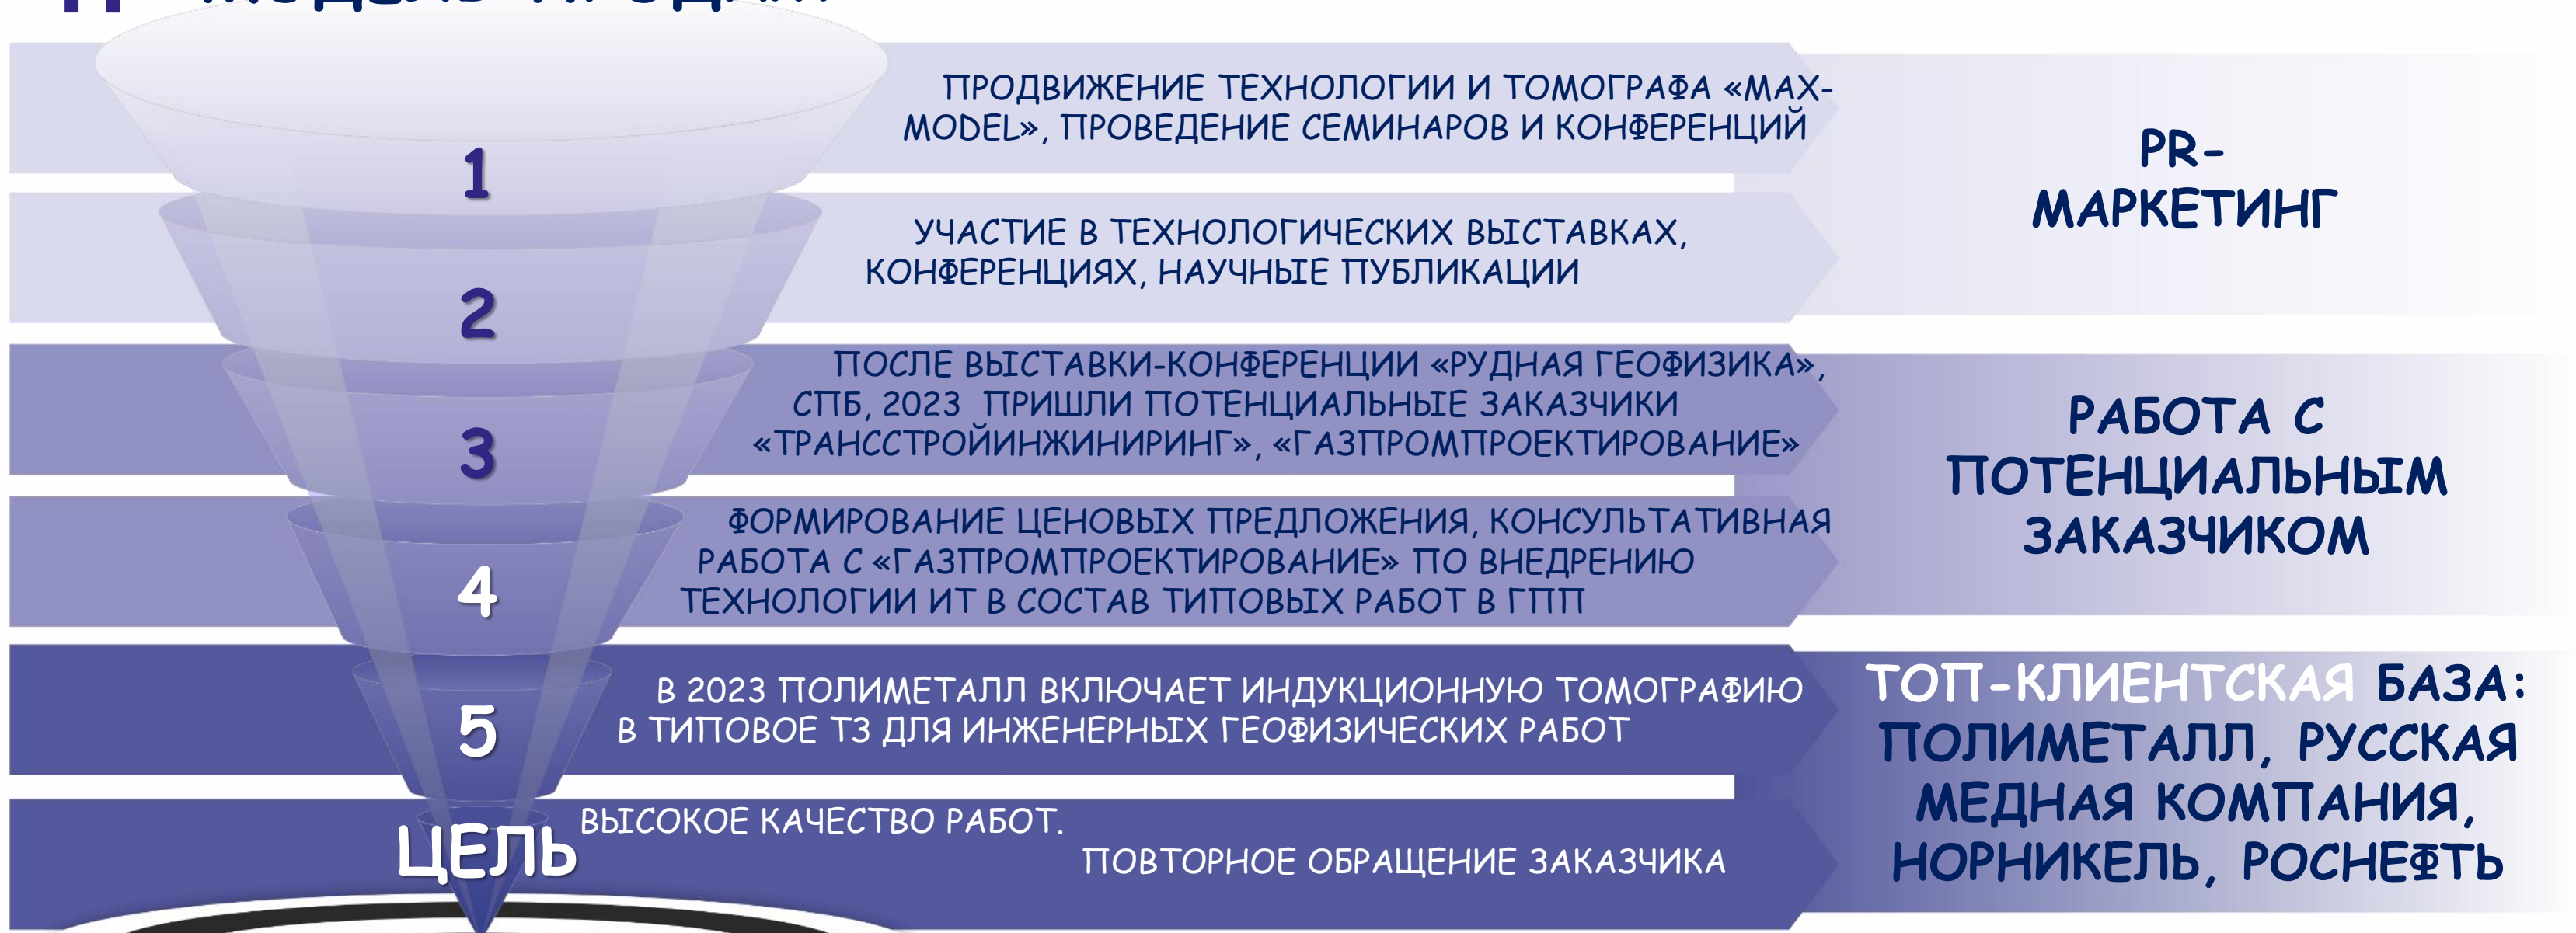 1
ПРОДВИЖЕНИЕ ТЕХНОЛОГИИ И ТОМОГРАФА «MAX-
MODEL», ПРОВЕДЕНИЕ СЕМИНАРОВ И КОНФЕРЕНЦИЙ
2
УЧАСТИЕ В ТЕХНОЛОГИЧЕСКИХ ВЫСТАВКАХ,
КОНФЕРЕНЦИЯХ, НАУЧНЫЕ ПУБЛИКАЦИИ
PR-
МАРКЕТИНГ
3
ПОСЛЕ ВЫСТАВКИ-КОНФЕРЕНЦИИ «РУДНАЯ ГЕОФИЗИКА»,
СПБ, 2023 ПРИШЛИ ПОТЕНЦИАЛЬНЫЕ ЗАКАЗЧИКИ
«ТРАНССТРОЙИНЖИНИРИНГ», «ГАЗПРОМПРОЕКТИРОВАНИЕ»
4
ФОРМИРОВАНИЕ ЦЕНОВЫХ ПРЕДЛОЖЕНИЯ, КОНСУЛЬТАТИВНАЯ
РАБОТА С «ГАЗПРОМПРОЕКТИРОВАНИЕ» ПО ВНЕДРЕНИЮ
ТЕХНОЛОГИИ ИТ В СОСТАВ ТИПОВЫХ РАБОТ В ГПП
РАБОТА С
ПОТЕНЦИАЛЬНЫМ
ЗАКАЗЧИКОМ
5
В 2023 ПОЛИМЕТАЛЛ ВКЛЮЧАЕТ ИНДУКЦИОННУЮ ТОМОГРАФИЮ
В ТИПОВОЕ ТЗ ДЛЯ ИНЖЕНЕРНЫХ ГЕОФИЗИЧЕСКИХ РАБОТ
ЦЕЛЬ
ВЫСОКОЕ КАЧЕСТВО РАБОТ.
ПОВТОРНОЕ ОБРАЩЕНИЕ ЗАКАЗЧИКА
ТОП-КЛИЕНТСКАЯ БАЗА:
ПОЛИМЕТАЛЛ, РУССКАЯ
МЕДНАЯ КОМПАНИЯ,
НОРНИКЕЛЬ, РОСНЕФТЬ